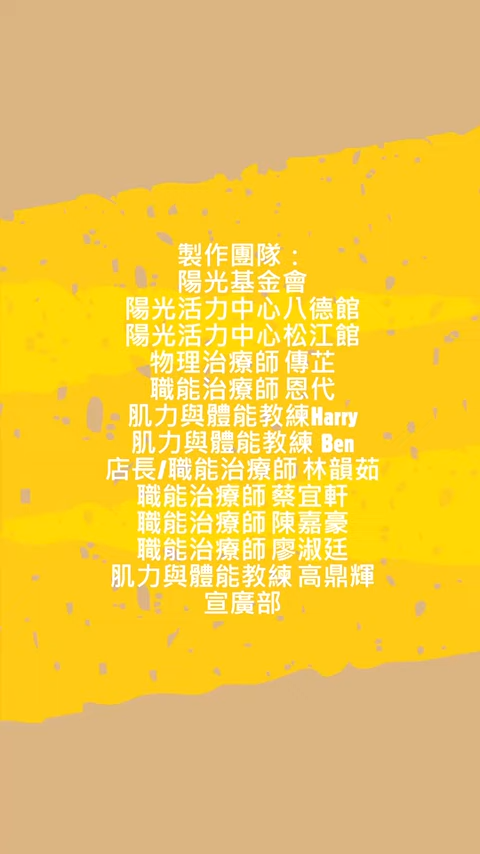 製作團隊：
陽光基金會
陽光活力中心八德館
陽光活力中心松江館
物理治療師 傳芷
職能治療師 恩代
肌力與體能教練Harry
肌力與體能教練 Ben
店長/職能治療師 林韻茹
職能治療師 蔡宜軒
職能治療師 陳嘉豪
職能治療師 廖淑廷
肌力與體能教練 高鼎輝
宣廣部